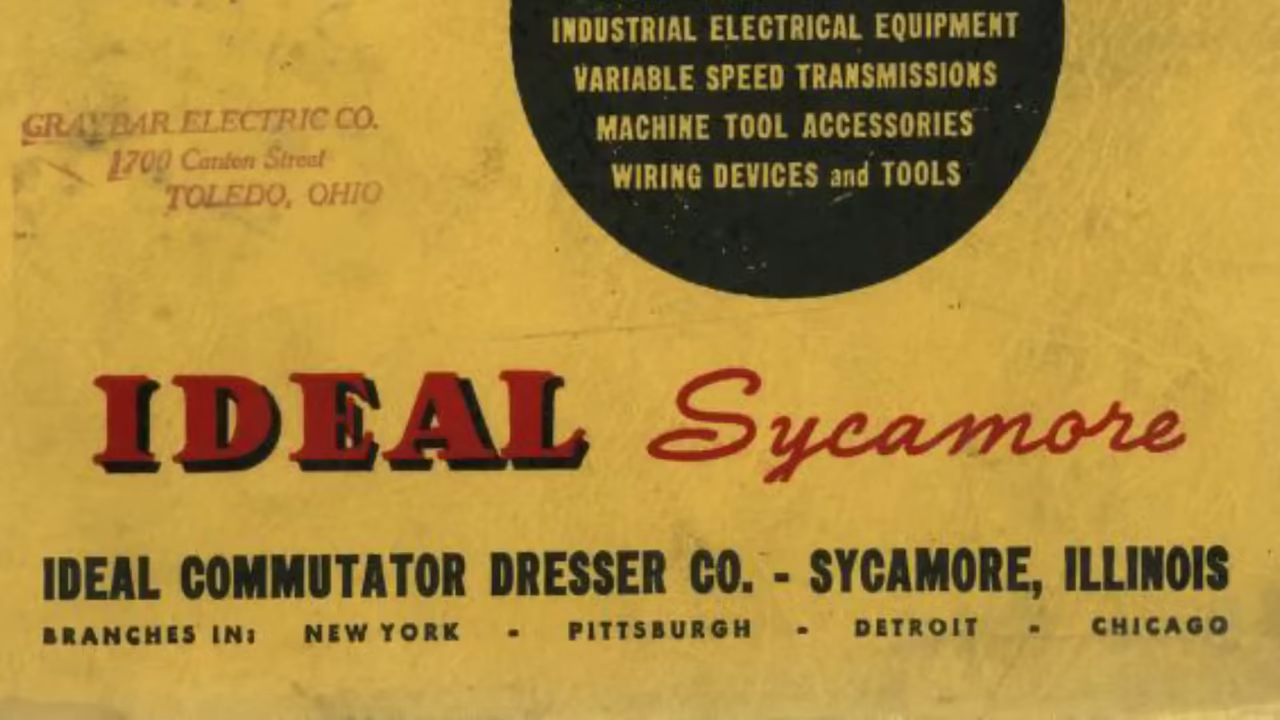 INDUSTRIAL ELECTRICAL EQUIPMENT
VARIABLE SPEED TRANSMISSIONS
MACHINE TOOL ACCESSORIES
WIRING DEVICES and TOOLS
GRAYBAR ELECTRIC CO.
1700 Canton Street
TOLEDO, OHIO
IDEAL Sycamore
IDEAL COMMUTATOR DRESSER CO. - SYCAMORE, ILLINOIS
BRANCHES IN: NEW YORK - PITTSBURGH - DETROIT - CHICAGO